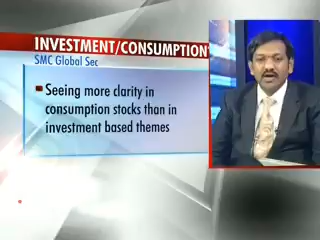 INVESTMENT/CONSUMPTION
SMC Global Sec
Seeing more clarity in
consumption stocks than in
investment based themes